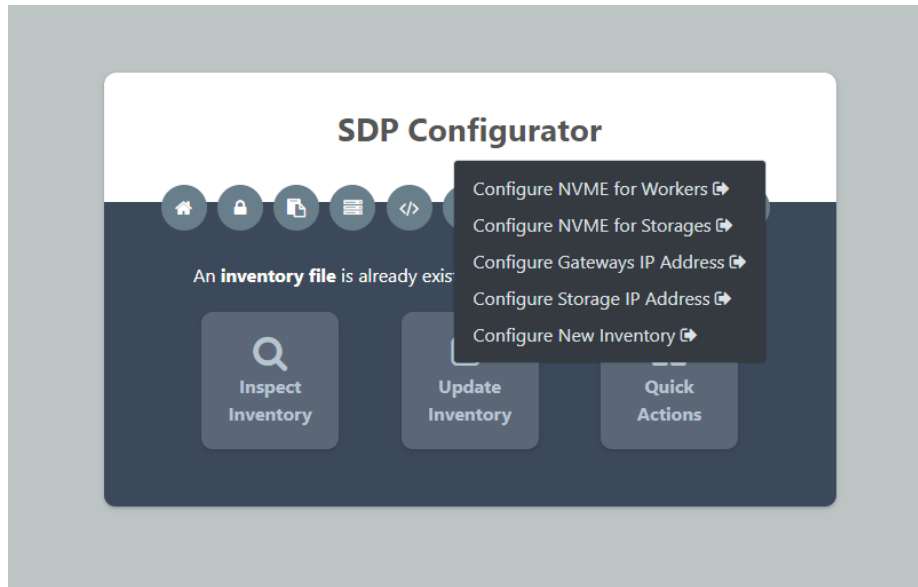 SDP Configurator
Configure NVME for Workers
Configure NVME for Storages
Configure Gateways IP Address
Configure Storage IP Address
Configure New Inventory
An inventory file is already
Inspect
Inventory
Update
Inventory
Quick
Actions